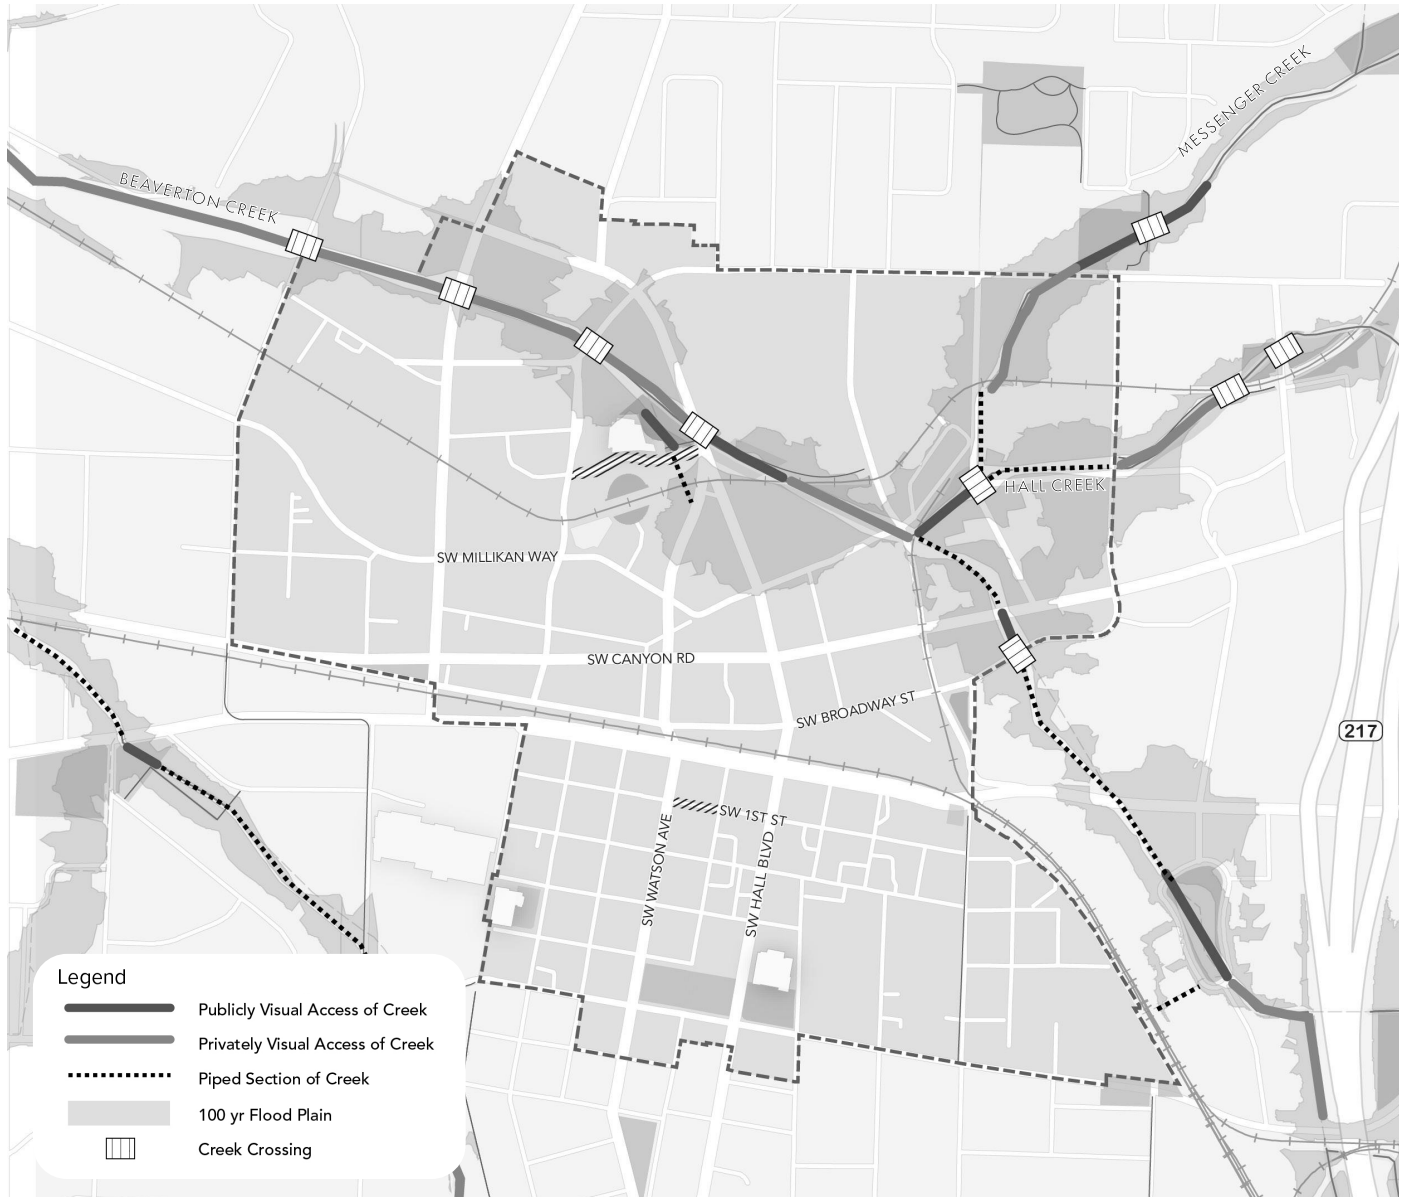 MESSENGER CREEK
BEAVERTON CREEK
HALL CREEK
SW MILLIKAN WAY
SW CANYON RD
SW BROADWAY ST
217
SW 1ST ST
SW WATSON AVE
SW HALL BLVD
Legend
Publicly Visual Access of Creek
Privately Visual Access of Creek
Piped Section of Creek
100 yr Flood Plain
Creek Crossing